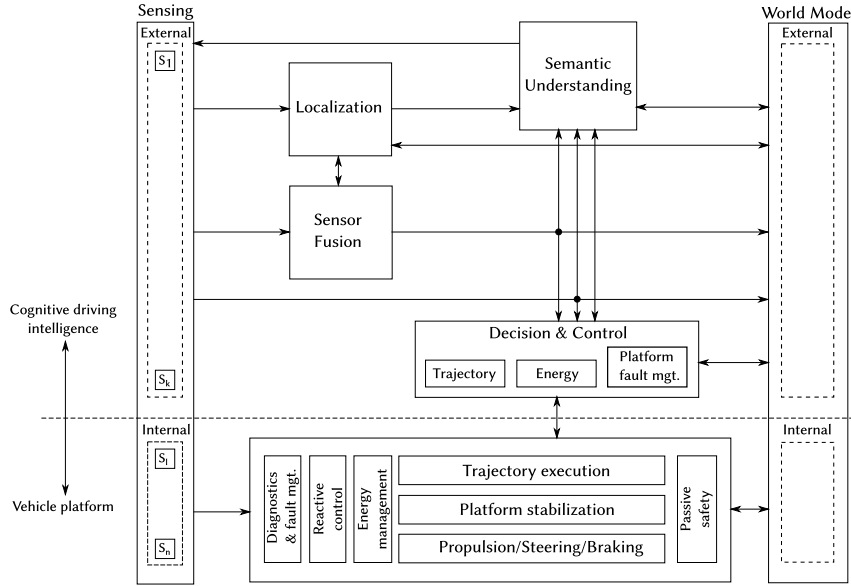 Sensing
World Mode
External
External
S1
Semantic
Understanding
Localization
Sensor
Fusion
Cognitive driving
intelligence
Decision & Control
Trajectory
Energy
Platform
fault mgt.
Sk
Internal
Internal
Sl
Vehicle platform
Sn
Diagnostics
& fault mgt.
Reactive
control
Energy
management
Trajectory execution
Platform stabilization
Propulsion/Steering/Braking
Passive
safety